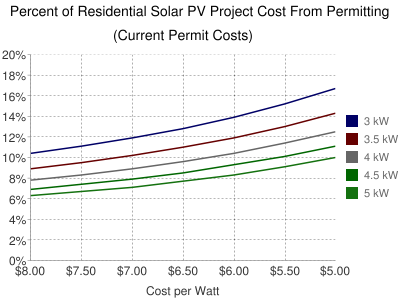 Percent of Residential Solar PV Project Cost From Permitting
(Current Permit Costs)
20%
18%
16%
14%
12%
10%
8%
6%
4%
2%
0%
$8.00 $7.50 $7.00 $6.50 $6.00 $5.50 $5.00
Cost per Watt
3 kW
3.5 kW
4 kW
4.5 kW
5 kW